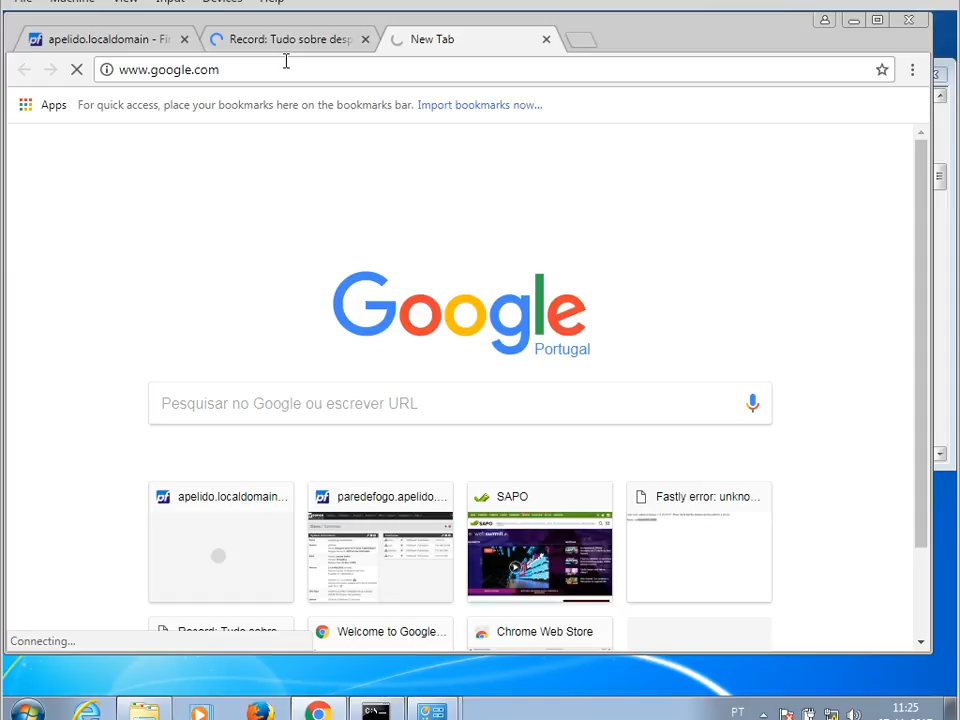 File Machine View Input Devices Help
apelido.localdomain - Fi
Record: Tudo sobre desp
New Tab
www.google.com
Apps
For quick access, place your bookmarks here on the bookmarks bar. Import bookmarks now...
Google
Portugal
Pesquisar no Google ou escrever URL
apelido.localdomain...
paredefogo.apelido....
SAPO
Fastly error: unkno...
Record: Tudo sobre
Welcome to Google...
Chrome Web Store
Connecting...
PT
11:25